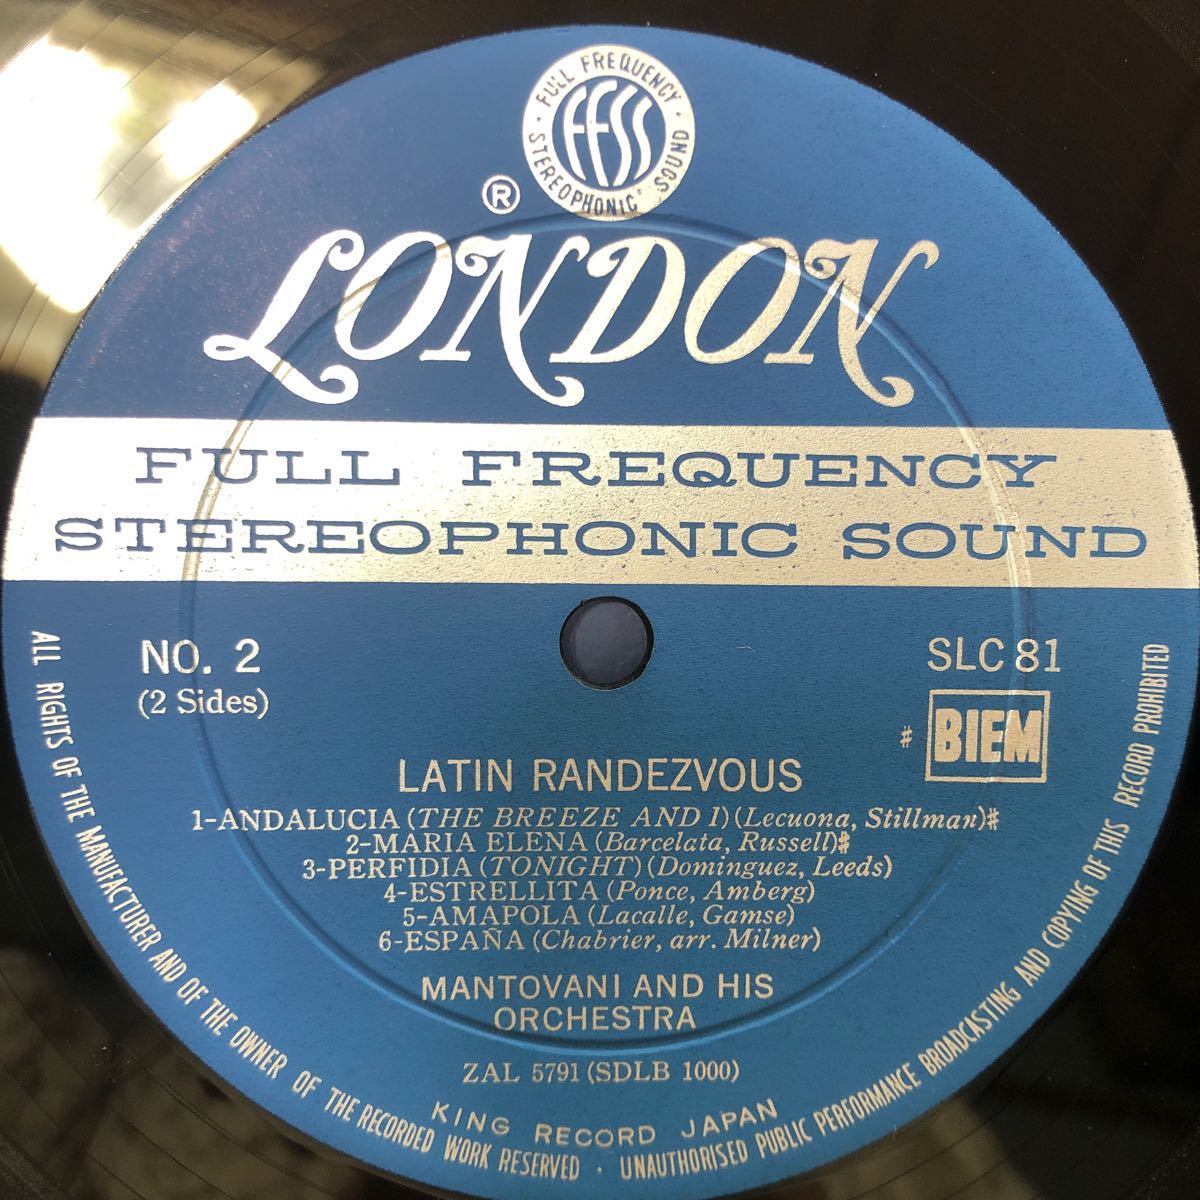 FULL FREQUENCY
STEREOPHONIC SOUND
FFSS
®
LONDON
FULL FREQUENCY
STEREOPHONIC SOUND
NO. 2
(2 Sides)
SLC 81
# BIEM
LATIN RANDEZVOUS
1-ANDALUCIA (THE BREEZE AND I) (Lecuona, Stillman)#
2-MARIA ELENA (Barcelata, Russell)#
3-PERFIDIA (TONIGHT) (Dominguez, Leeds)
4-ESTRELLITA (Ponce, Amberg)
5-AMAPOLA (Lacalle, Gamse)
6-ESPAÑA (Chabrier, arr. Milner)
MANTOVANI AND HIS
ORCHESTRA
ZAL 5791 (SDLB 1000)
KING RECORD JAPAN
ALL RIGHTS OF THE MANUFACTURER AND OF THE OWNER OF THE RECORDED WORK RESERVED · UNAUTHORISED PUBLIC PERFORMANCE BROADCASTING AND COPYING OF THIS RECORD PROHIBITED